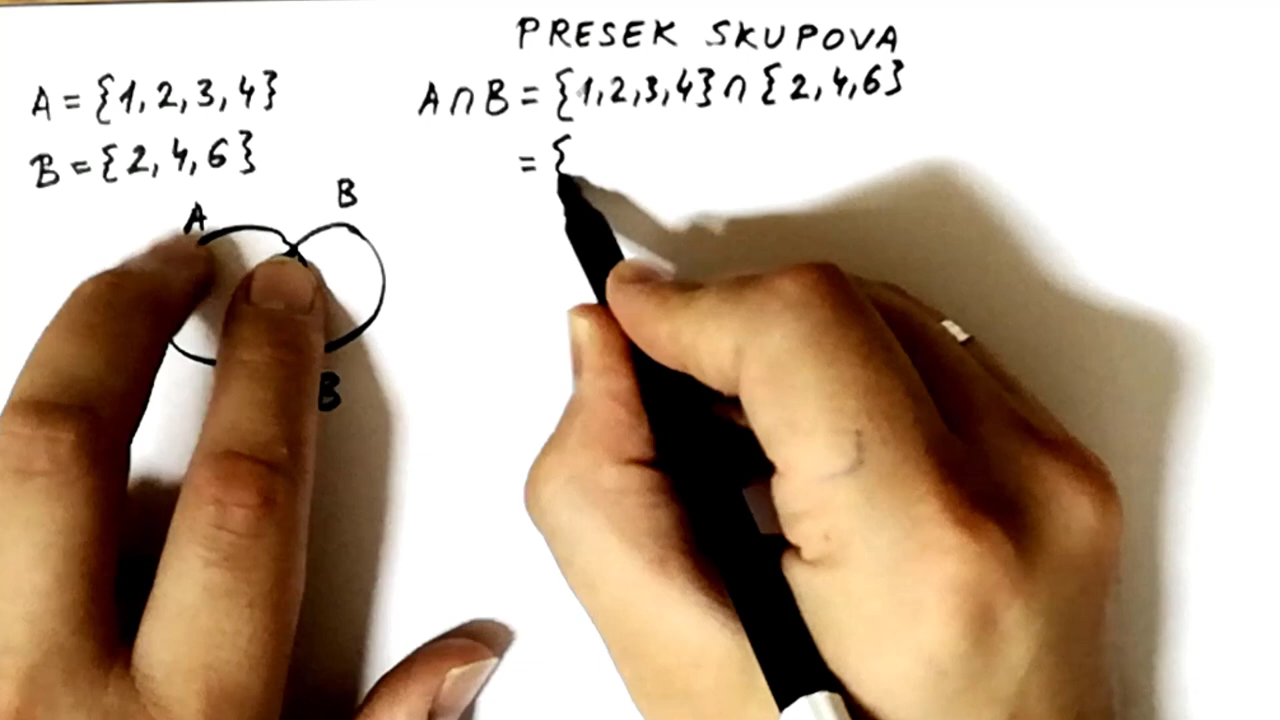 PRESEK SKUPOVA
A = {1, 2, 3, 4}
B = {2, 4, 6}
A ∩ B = {1, 2, 3, 4} ∩ {2, 4, 6}
= {
A
B
B